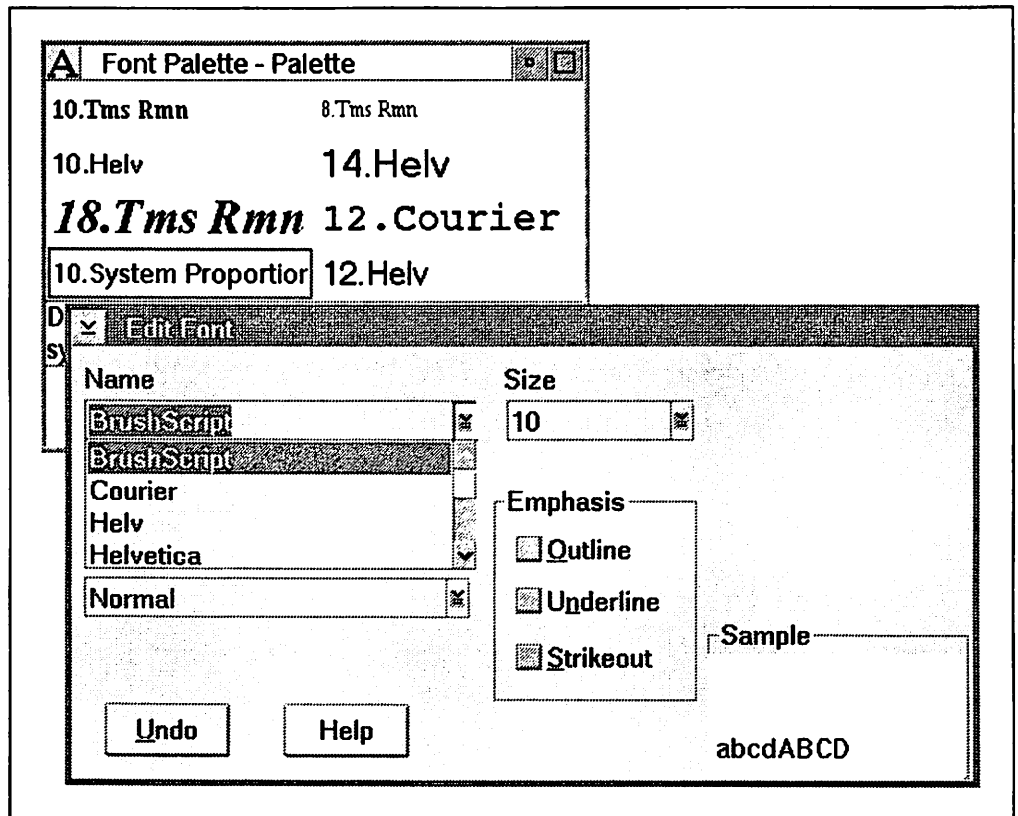 Font Palette - Palette
10.Tms Rmn 8.Tms Rmn
10.Helv 14.Helv
18.Tms Rmn 12.Courier
10.System Proportior 12.Helv
D
sy
Edit Font
Name Size
BrushScript 10
BrushScript
Courier
Helv
Helvetica
Normal
Emphasis
Outline
Underline
Strikeout
Sample
abcdABCD
Undo Help